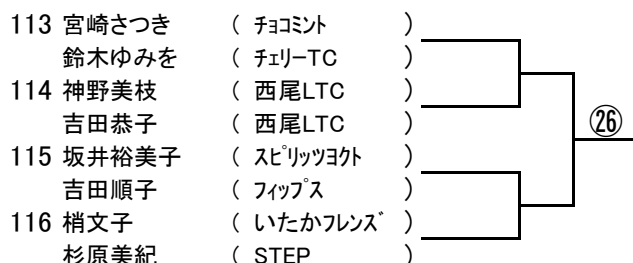 113 宮崎さつき ( ﾁｮｺﾐﾝﾄ )
鈴木ゆみを ( ﾁｪﾘｰTC )
114 神野美枝 ( 西尾LTC )
吉田恭子 ( 西尾LTC )
㉖
115 坂井裕美子 ( ｽﾋﾟﾘｯﾂﾖｸﾄ )
吉田順子 ( ﾌｨｯﾌﾟｽ )
116 梢文子 ( いたかﾌﾚﾝｽﾞ )
杉原美紀 ( STEP )